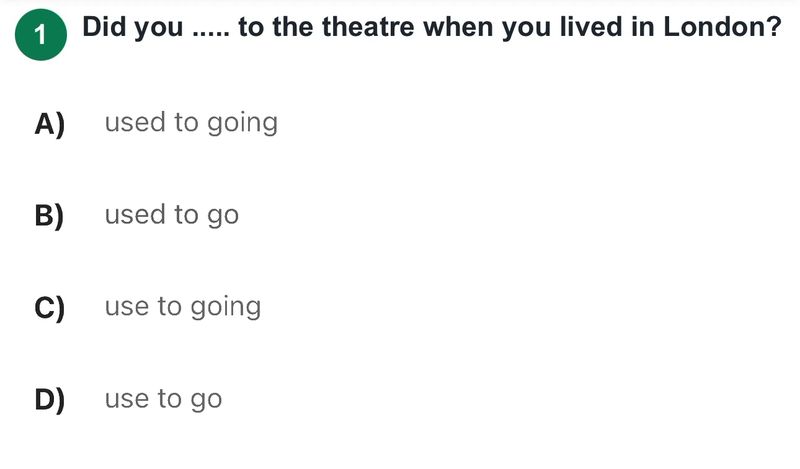 1 Did you ..... to the theatre when you lived in London?
A) used to going
B) used to go
C) use to going
D) use to go